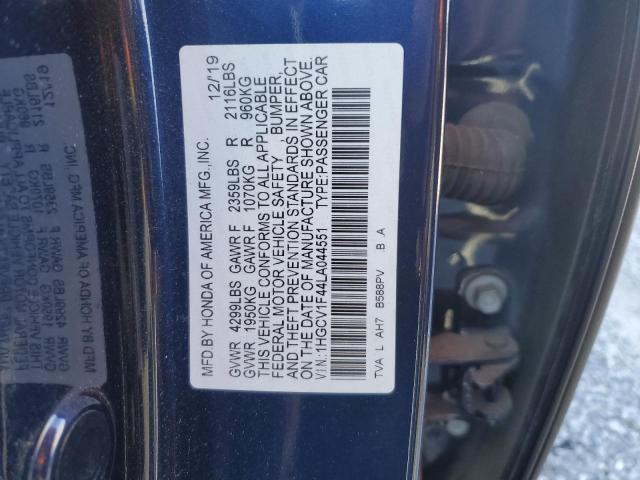 MFD. BY HONDA OF AMERICA MFG., INC. 12/19
GVWR 4299LBS GAWR F 2359LBS R 2116LBS
GVWR 1950KG GAWR F 1070KG R 960KG
THIS VEHICLE CONFORMS TO ALL APPLICABLE
FEDERAL MOTOR VEHICLE SAFETY , BUMPER,
AND THEFT PREVENTION STANDARDS IN EFFECT
ON THE DATE OF MANUFACTURE SHOWN ABOVE.
V.I.N.:1HGCV1F44LA044551 TYPE:PASSENGER CAR
TVA L AH7 B588PV .B .A